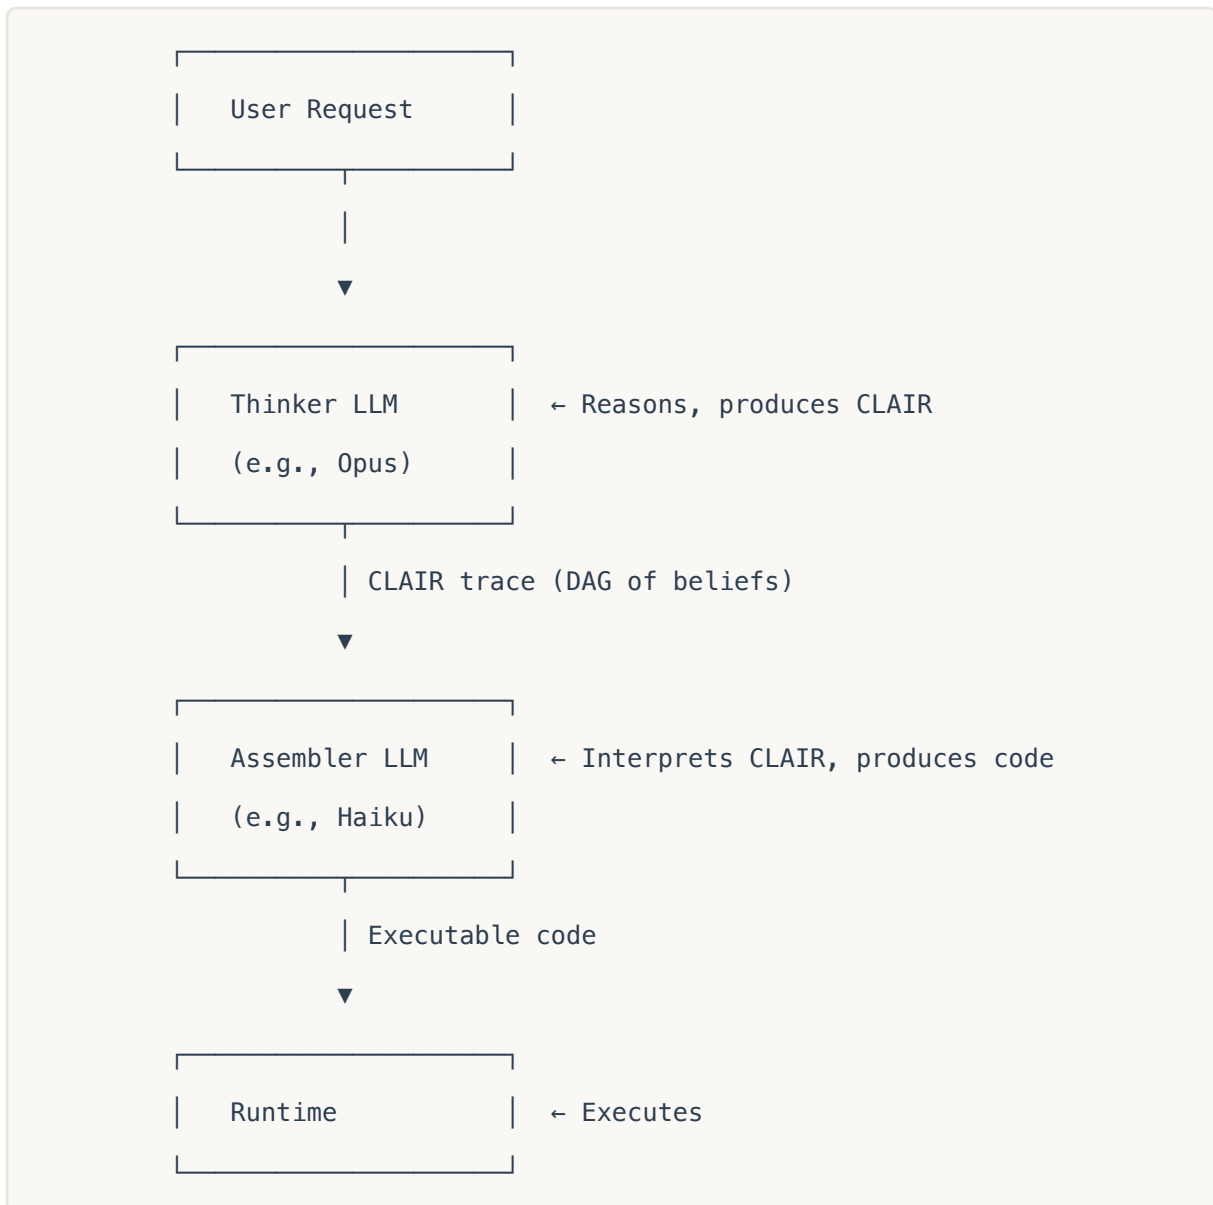 User Request
Thinker LLM ← Reasons, produces CLAIR
(e.g., Opus)
CLAIR trace (DAG of beliefs)
Assembler LLM ← Interprets CLAIR, produces code
(e.g., Haiku)
Executable code
Runtime ← Executes